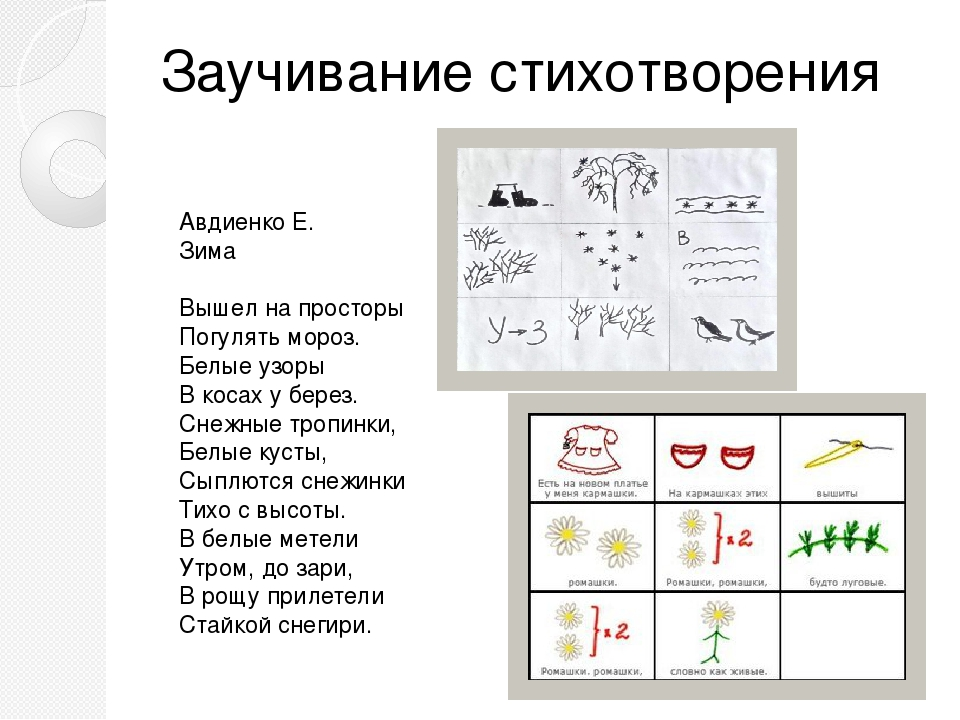 Заучивание стихотворения
Авдиенко Е.
Зима
Вышел на просторы
Погулять мороз.
Белые узоры
В косах у берез.
Снежные тропинки,
Белые кусты,
Сыплются снежинки
Тихо с высоты.
В белые метели
Утром, до зари,
В рощу прилетели
Стайкой снегири.
В
У→З
Есть на новом платье
у меня кармашки.
На кармашках этих
вышиты
ромашки.
x 2
Ромашки, ромашки,
будто луговые.
x 2
Ромашки. ромашки,
словно как живые.